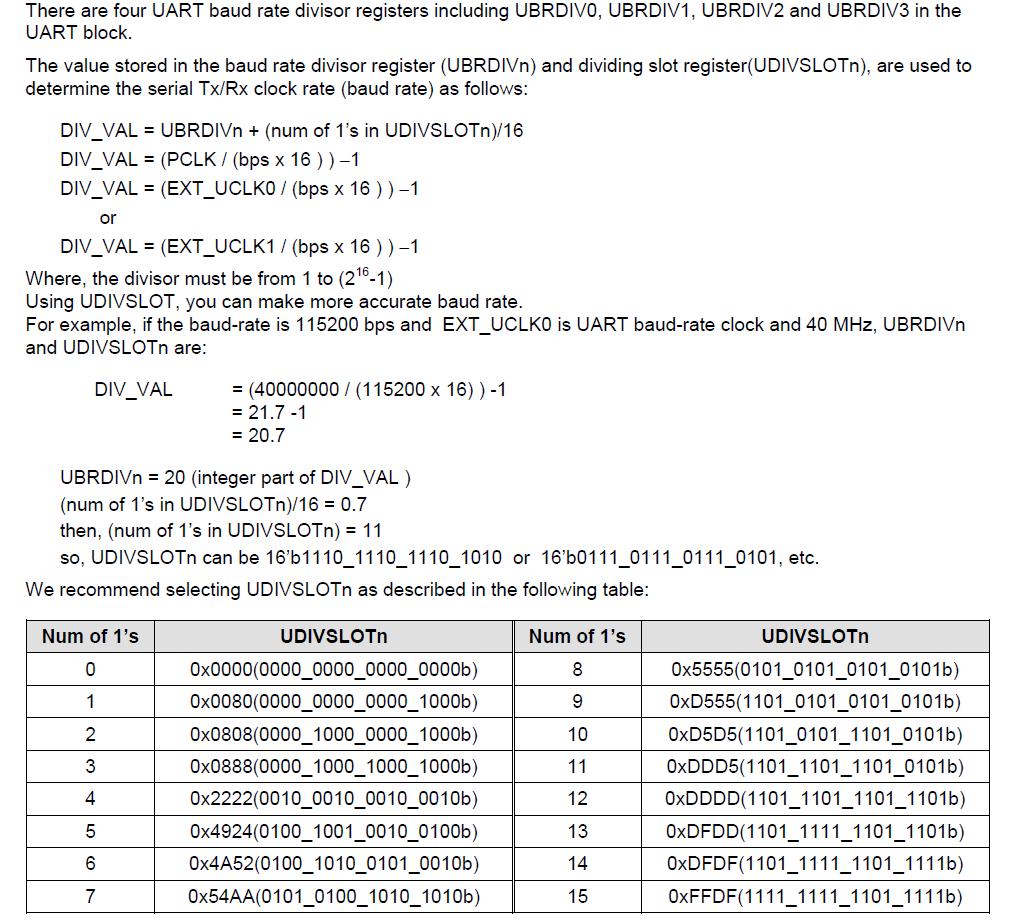 There are four UART baud rate divisor registers including UBRDIV0, UBRDIV1, UBRDIV2 and UBRDIV3 in the
UART block.
The value stored in the baud rate divisor register (UBRDIVn) and dividing slot register(UDIVSLOTn), are used to
determine the serial Tx/Rx clock rate (baud rate) as follows:
DIV_VAL = UBRDIVn + (num of 1’s in UDIVSLOTn)/16
DIV_VAL = (PCLK / (bps x 16 ) ) –1
DIV_VAL = (EXT_UCLK0 / (bps x 16 ) ) –1
or
DIV_VAL = (EXT_UCLK1 / (bps x 16 ) ) –1
Where, the divisor must be from 1 to (2¹⁶-1)
Using UDIVSLOT, you can make more accurate baud rate.
For example, if the baud-rate is 115200 bps and EXT_UCLK0 is UART baud-rate clock and 40 MHz, UBRDIVn
and UDIVSLOTn are:
DIV_VAL = (40000000 / (115200 x 16) ) -1
= 21.7 -1
= 20.7
UBRDIVn = 20 (integer part of DIV_VAL )
(num of 1’s in UDIVSLOTn)/16 = 0.7
then, (num of 1’s in UDIVSLOTn) = 11
so, UDIVSLOTn can be 16’b1110_1110_1110_1010 or 16’b0111_0111_0111_0101, etc.
We recommend selecting UDIVSLOTn as described in the following table:
Num of 1’s UDIVSLOTn Num of 1’s UDIVSLOTn
0 0x0000(0000_0000_0000_0000b) 8 0x5555(0101_0101_0101_0101b)
1 0x0080(0000_0000_0000_1000b) 9 0xD555(1101_0101_0101_0101b)
2 0x0808(0000_1000_0000_1000b) 10 0xD5D5(1101_0101_1101_0101b)
3 0x0888(0000_1000_1000_1000b) 11 0xDDD5(1101_1101_1101_0101b)
4 0x2222(0010_0010_0010_0010b) 12 0xDDDD(1101_1101_1101_1101b)
5 0x4924(0100_1001_0010_0100b) 13 0xDFDD(1101_1111_1101_1101b)
6 0x4A52(0100_1010_0101_0010b) 14 0xDFDF(1101_1111_1101_1111b)
7 0x54AA(0101_0100_1010_1010b) 15 0xFFDF(1111_1111_1101_1111b)